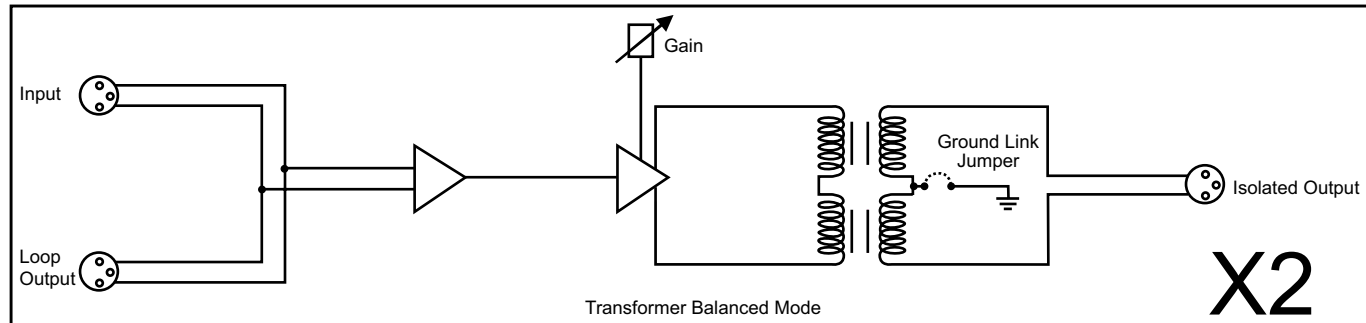 Gain
Input
Ground Link
Jumper
Isolated Output
Loop
Output
Transformer Balanced Mode
X2